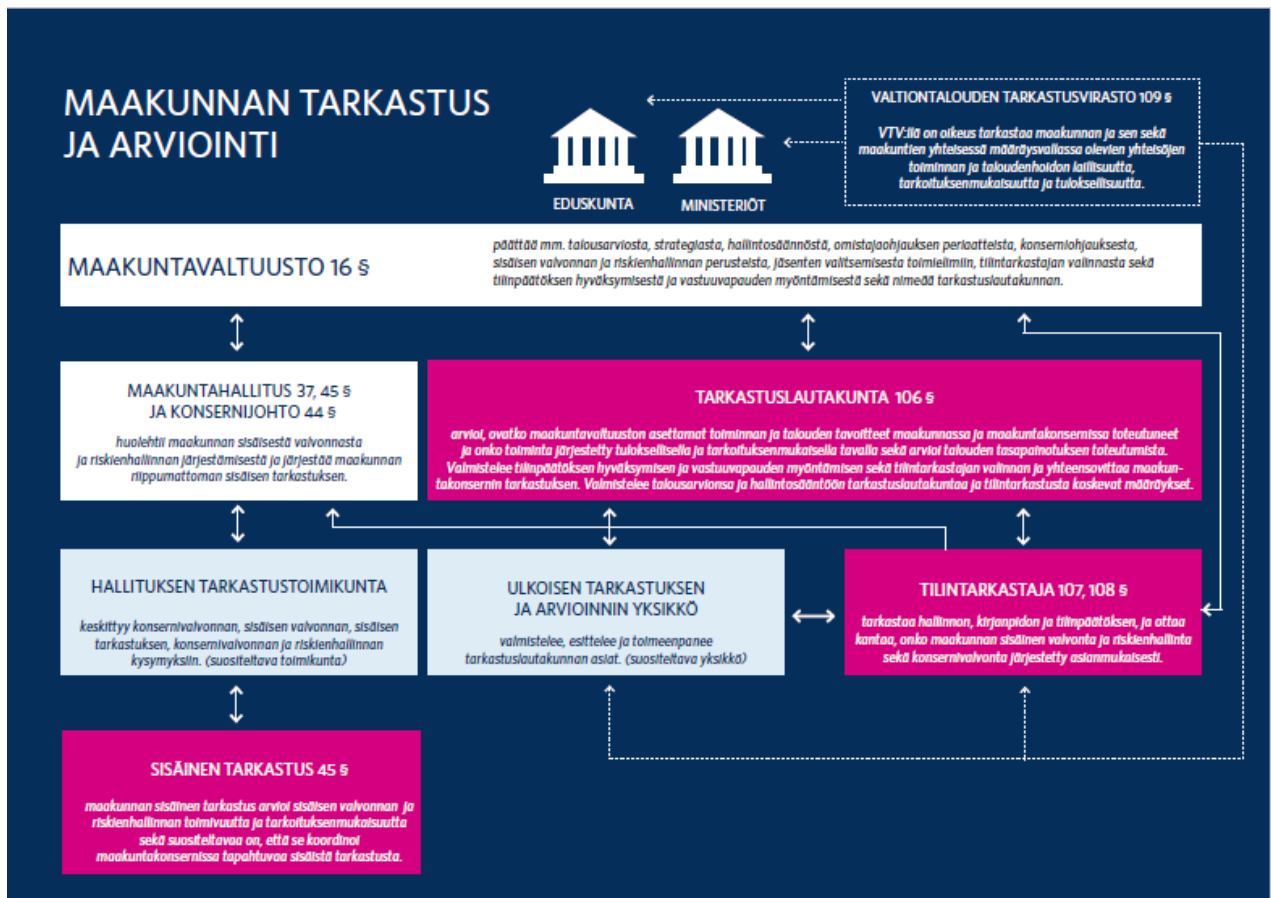 MAAKUNNAN TARKASTUS
JA ARVIOINTI
EDUSKUNTA
MINISTERIÖT
VALTIONTALOUDEN TARKASTUSVIRASTO 109 §
VTV:llä on oikeus tarkastaa maakunnan ja sen sekä
maakuntien yhteisessä määräysvallassa olevien yhteisöjen
toiminnan ja taloudenhoidon laillisuutta,
tarkoituksenmukaisuutta ja tuloksellisuutta.
MAAKUNTAVALTUUSTO 16 §
päättää mm. talousarviosta, strategiasta, hallintosäännöstä, omistajaohjauksen periaatteista, konserniohjauksesta,
sisäisen valvonnan ja riskienhallinnan perusteista, jäsenten valitsemisesta toimielimiin, tilintarkastajan valinnasta sekä
tilinpäätöksen hyväksymisestä ja vastuuvapauden myöntämisestä sekä nimeää tarkastuslautakunnan.
MAAKUNTAHALLITUS 37, 45 §
JA KONSERNIJOHTO 44 §
huolehtii maakunnan sisäisestä valvonnasta
ja riskienhallinnan järjestämisestä ja järjestää maakunnan
riippumattoman sisäisen tarkastuksen.
TARKASTUSLAUTAKUNTA 106 §
arvioi, ovatko maakuntavaltuuston asettamat toiminnan ja talouden tavoitteet maakunnassa ja maakuntakonsernissa toteutuneet
ja onko toiminta järjestetty tuloksellisella ja tarkoituksenmukaisella tavalla sekä arvioi talouden tasapainotuksen toteutumista.
Valmistelee tilinpäätöksen hyväksymisen ja vastuuvapauden myöntämisen sekä tilintarkastajan valinnan ja yhteensovittaa maakun-
takonsernin tarkastuksen. Valmistelee talousarvionsa ja hallintosääntöön tarkastuslautakuntaa ja tilintarkastusta koskevat määräykset.
HALLITUKSEN TARKASTUSTOIMIKUNTA
keskittyy konsernivalvonnan, sisäisen valvonnan, sisäisen
tarkastuksen, konsernivalvonnan ja riskienhallinnan
kysymyksiin. (suositeltava toimikunta)
ULKOISEN TARKASTUKSEN
JA ARVIOINNIN YKSIKKÖ
valmistelee, esittelee ja toimeenpanee
tarkastuslautakunnan asiat. (suositeltava yksikkö)
TILINTARKASTAJA 107, 108 §
tarkastaa hallinnon, kirjanpidon ja tilinpäätöksen, ja ottaa
kantaa, onko maakunnan sisäinen valvonta ja riskienhallinta
sekä konsernivalvonta järjestetty asianmukaisesti.
SISÄINEN TARKASTUS 45 §
maakunnan sisäinen tarkastus arvioi sisäisen valvonnan ja
riskienhallinnan toimivuutta ja tarkoituksenmukaisuutta
sekä suositeltavaa on, että se koordinoi
maakuntakonsernissa tapahtuvaa sisäistä tarkastusta.